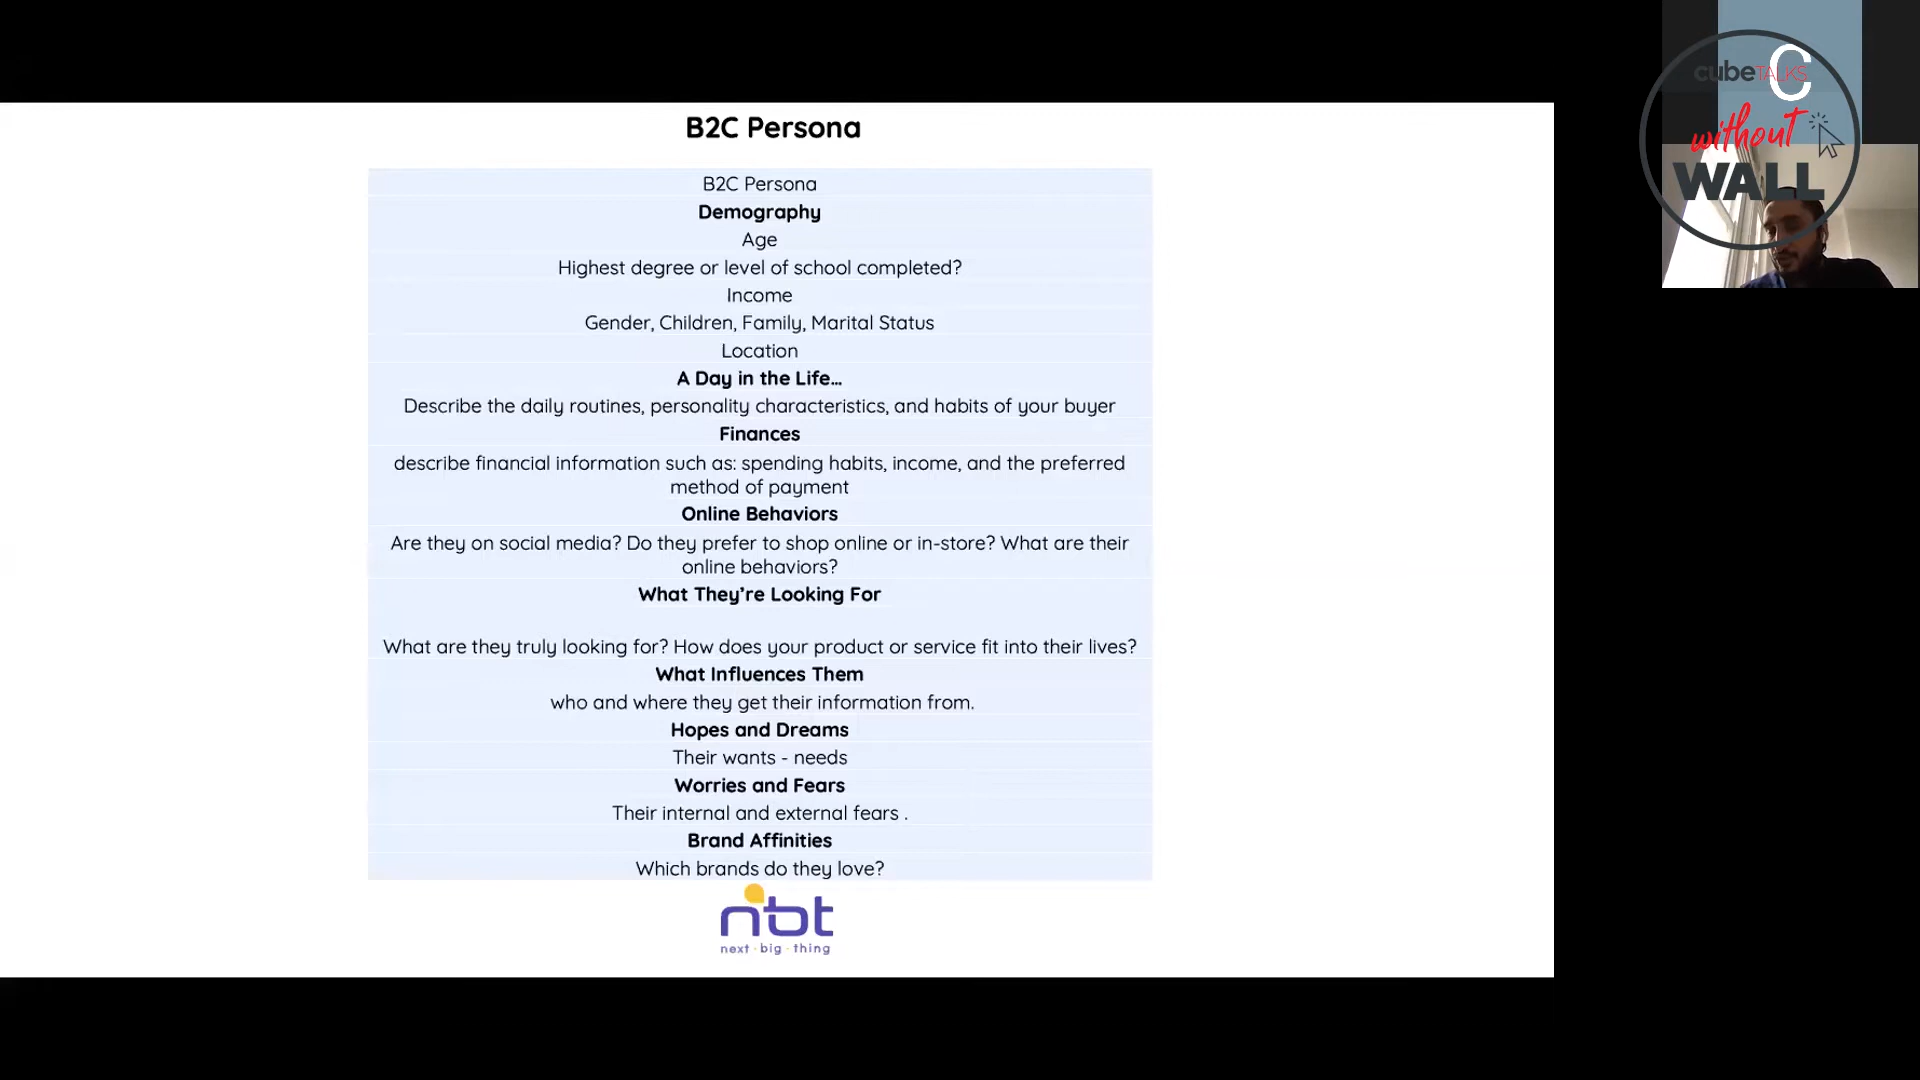 B2C Persona
B2C Persona
Demography
Age
Highest degree or level of school completed?
Income
Gender, Children, Family, Marital Status
Location
A Day in the Life...
Describe the daily routines, personality characteristics, and habits of your buyer
Finances
describe financial information such as: spending habits, income, and the preferred
method of payment
Online Behaviors
Are they on social media? Do they prefer to shop online or in-store? What are their
online behaviors?
What They’re Looking For
What are they truly looking for? How does your product or service fit into their lives?
What Influences Them
who and where they get their information from.
Hopes and Dreams
Their wants - needs
Worries and Fears
Their internal and external fears .
Brand Affinities
Which brands do they love?
nbt
next · big · thing
cubeTALKS
C
without
WALL